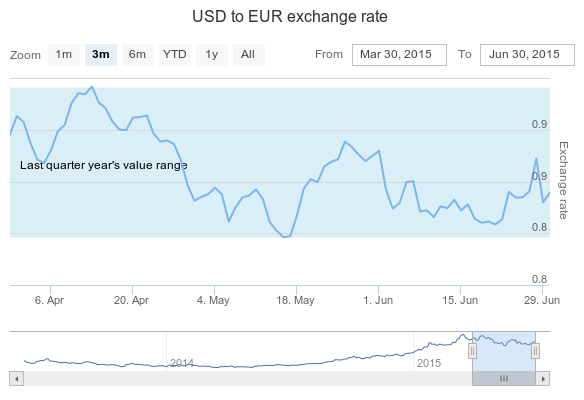 USD to EUR exchange rate
Zoom 1m 3m 6m YTD 1y All From Mar 30, 2015 To Jun 30, 2015
0.9
Last quarter year's value range
0.9
0.8
0.8
Exchange rate
6. Apr 20. Apr 4. May 18. May 1. Jun 15. Jun 29. Jun
2014 2015